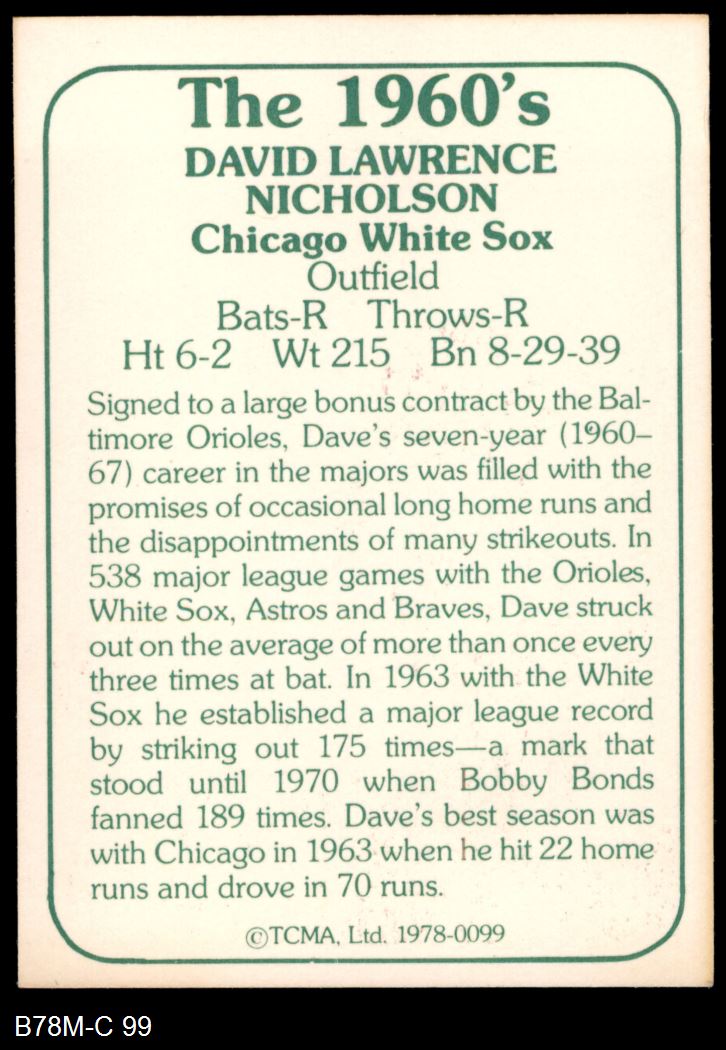 The 1960's
DAVID LAWRENCE
NICHOLSON
Chicago White Sox
Outfield
Bats-R Throws-R
Ht 6-2 Wt 215 Bn 8-29-39
Signed to a large bonus contract by the Bal-
timore Orioles, Dave's seven-year (1960–
67) career in the majors was filled with the
promises of occasional long home runs and
the disappointments of many strikeouts. In
538 major league games with the Orioles,
White Sox, Astros and Braves, Dave struck
out on the average of more than once every
three times at bat. In 1963 with the White
Sox he established a major league record
by striking out 175 times—a mark that
stood until 1970 when Bobby Bonds
fanned 189 times. Dave's best season was
with Chicago in 1963 when he hit 22 home
runs and drove in 70 runs.
©TCMA, Ltd. 1978-0099
B78M-C 99